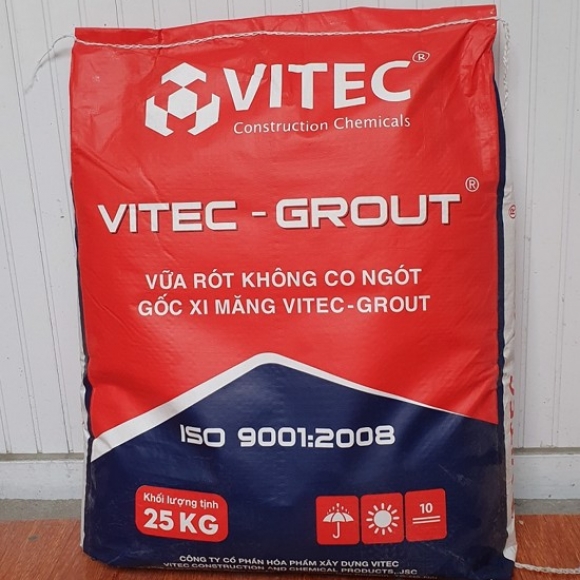 VITEC®
Construction Chemicals
VITEC - GROUT®
VỮA RÓT KHÔNG CO NGÓT
GỐC XI MĂNG VITEC-GROUT
ISO 9001:2008
Khối lượng tịnh
25 KG
10
CÔNG TY CỔ PHẦN HÓA PHẨM XÂY DỰNG VITEC
VITEC CONSTRUCTION AND CHEMICAL PRODUCTS., JSC